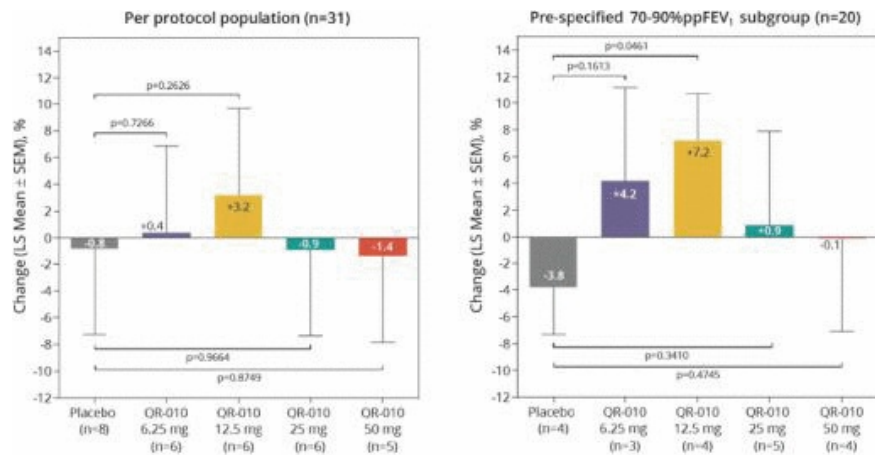 Per protocol population (n=31)
Change (LS Mean ± SEM), %
14
12
10
8
6
4
2
0
-2
-4
-6
-8
-10
-12
p=0.2626
p=0.7266
-0.8
+0.4
+3.2
-0.9
-1.4
p=0.9664
p=0.8749
Placebo
(n=8)
QR-010
6.25 mg
(n=6)
QR-010
12.5 mg
(n=6)
QR-010
25 mg
(n=6)
QR-010
50 mg
(n=5)
Pre-specified 70-90%ppFEV₁ subgroup (n=20)
Change (LS Mean ± SEM), %
14
12
10
8
6
4
2
0
-2
-4
-6
-8
-10
-12
p=0.0461
p=0.1613
-3.8
+4.2
+7.2
+0.9
-0.1
p=0.3410
p=0.4745
Placebo
(n=4)
QR-010
6.25 mg
(n=3)
QR-010
12.5 mg
(n=4)
QR-010
25 mg
(n=5)
QR-010
50 mg
(n=4)